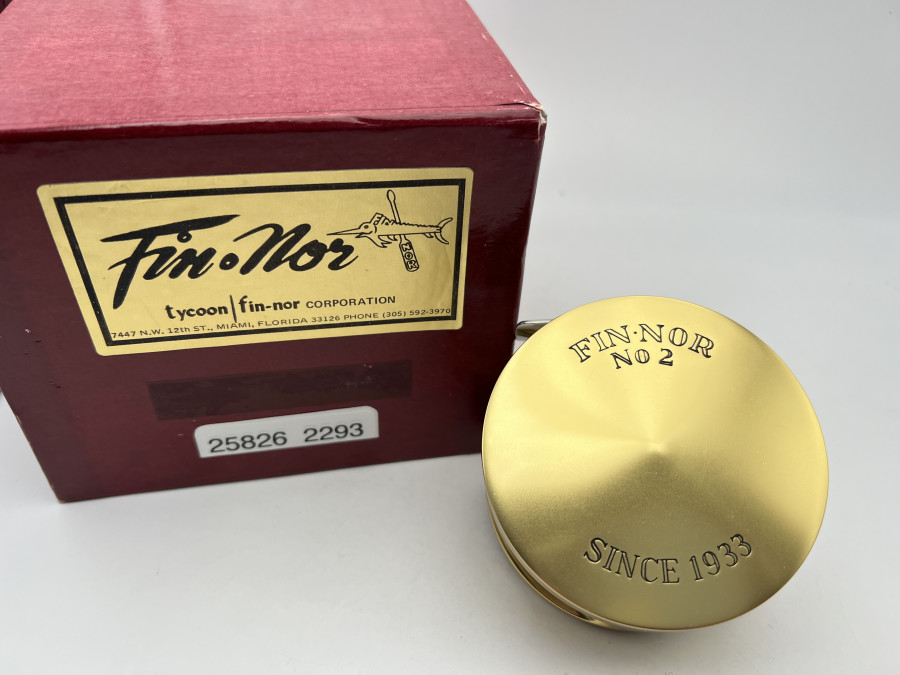 Fin·Nor
NOR
tycoon/fin-nor CORPORATION
7447 N.W. 12th ST., MIAMI, FLORIDA 33126 PHONE (305) 592-3970
25826 2293
FIN·NOR
NO 2
SINCE 1933